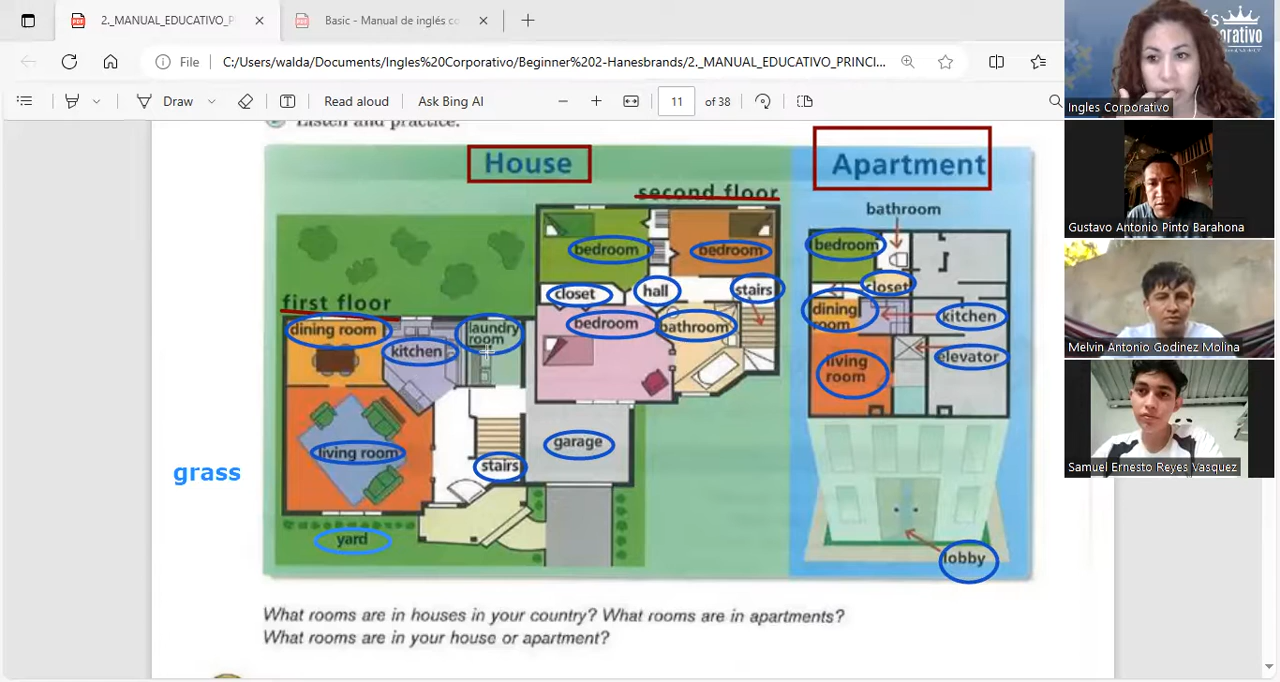 2._MANUAL_EDUCATIVO_P
Basic - Manual de inglés co
File
C:/Users/walda/Documents/Ingles%20Corporativo/Beginner%202-Hanesbrands/2._MANUAL_EDUCATIVO_PRINCI...
Draw
Read aloud
Ask Bing AI
11
of 38
Listen and practice.
House
Apartment
second floor
bathroom
bedroom
bedroom
bedroom
closet
hall
stairs
closet
first floor
dining room
laundry
room
bedroom
bathroom
dining
room
kitchen
kitchen
elevator
living
room
living room
garage
stairs
grass
yard
lobby
What rooms are in houses in your country? What rooms are in apartments?
What rooms are in your house or apartment?
Ingles Corporativo
Gustavo Antonio Pinto Barahona
Melvin Antonio Godinez Molina
Samuel Ernesto Reyes Vasquez